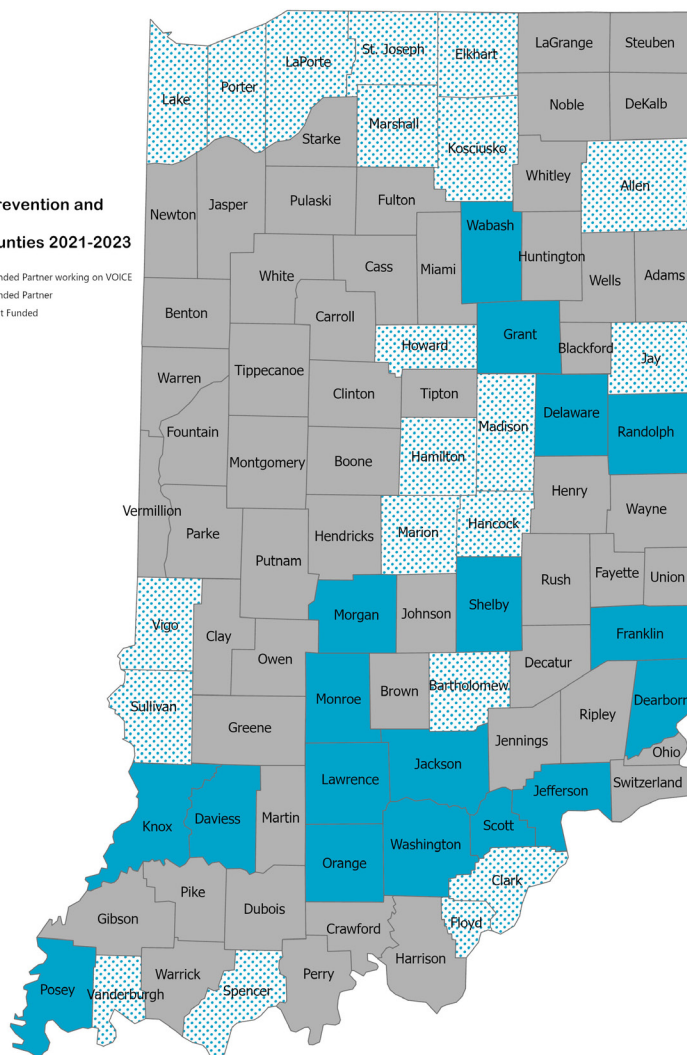 LaGrange
Steuben
St. Joseph
Elkhart
LaPorte
Porter
Lake
Noble
DeKalb
Marshall
Starke
Kosciusko
Whitley
Allen
revention and
Newton
Jasper
Pulaski
Fulton
Wabash
unties 2021-2023
Huntington
nded Partner working on VOICE
White
Cass
Miami
Wells
Adams
nded Partner
t Funded
Benton
Carroll
Grant
Howard
Blackford
Jay
Warren
Tippecanoe
Clinton
Tipton
Delaware
Madison
Randolph
Fountain
Montgomery
Boone
Hamilton
Henry
Vermillion
Wayne
Parke
Hendricks
Marion
Hancock
Putnam
Rush
Fayette
Union
Vigo
Clay
Morgan
Johnson
Shelby
Franklin
Owen
Decatur
Sullivan
Monroe
Brown
Bartholomew
Dearborn
Ripley
Greene
Jennings
Ohio
Lawrence
Jackson
Switzerland
Jefferson
Knox
Daviess
Martin
Scott
Washington
Orange
Clark
Pike
Dubois
Gibson
Crawford
Floyd
Harrison
Posey
Vanderburgh
Warrick
Spencer
Perry